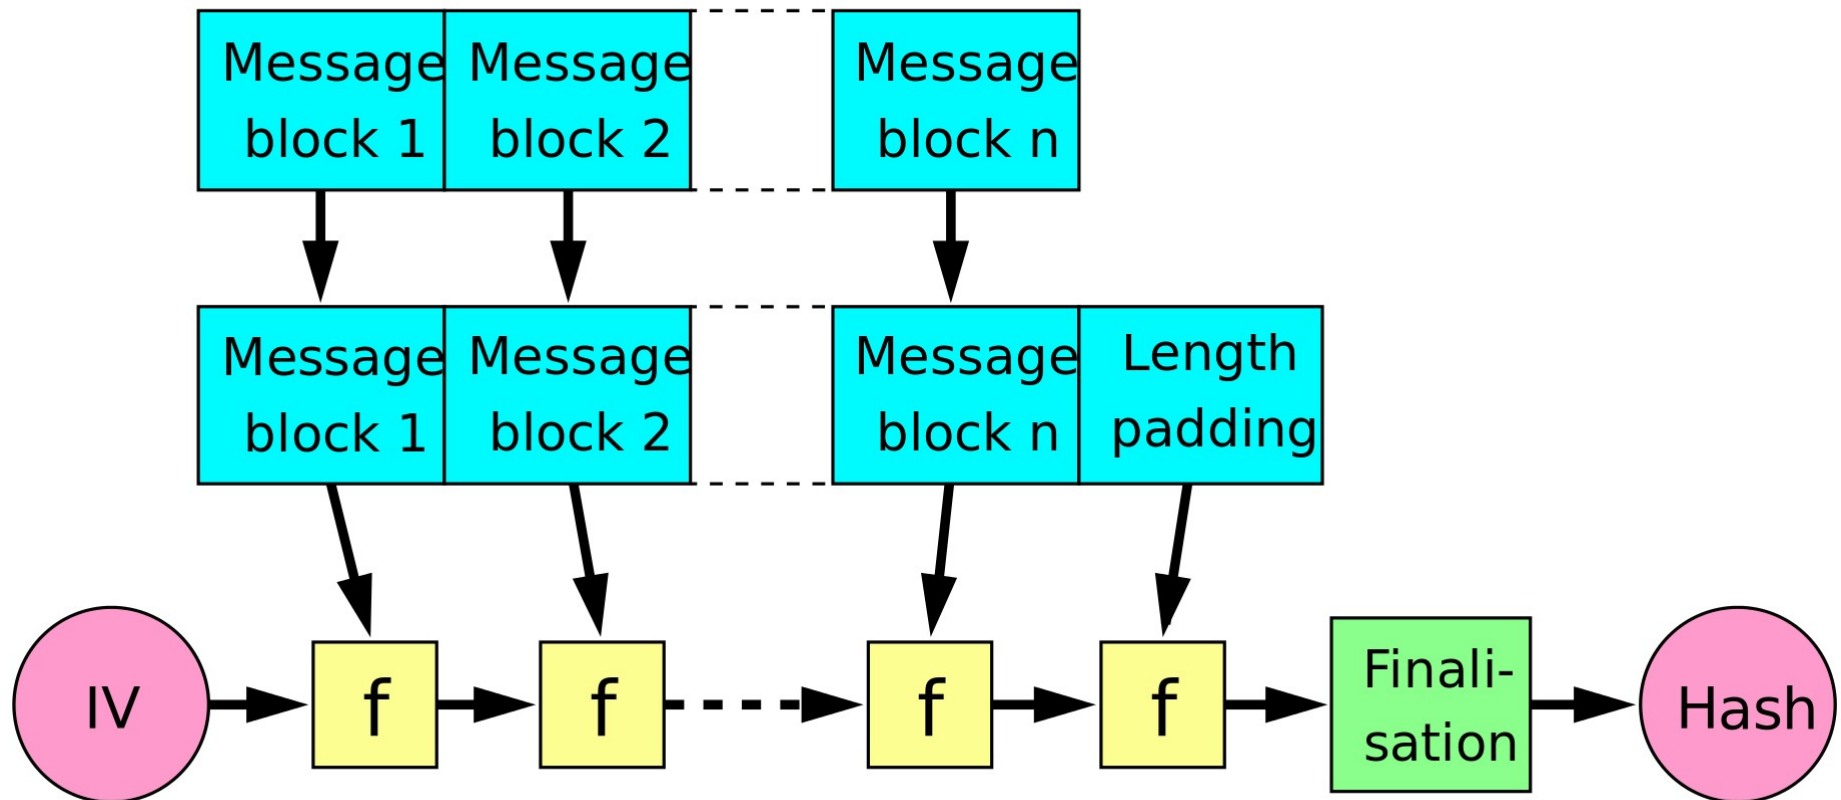 Message
block 1
Message
block 2
Message
block n
Message
block 1
Message
block 2
Message
block n
Length
padding
IV
f
f
f
f
Finali-
sation
Hash